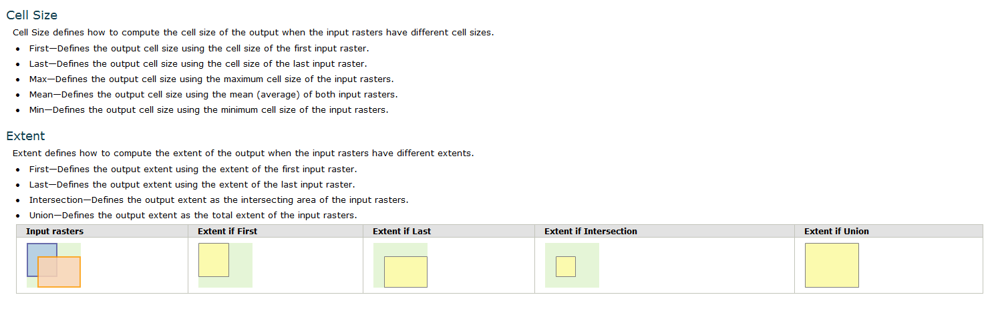 Cell Size
Cell Size defines how to compute the cell size of the output when the input rasters have different cell sizes.
• First—Defines the output cell size using the cell size of the first input raster.
• Last—Defines the output cell size using the cell size of the last input raster.
• Max—Defines the output cell size using the maximum cell size of the input rasters.
• Mean—Defines the output cell size using the mean (average) of both input rasters.
• Min—Defines the output cell size using the minimum cell size of the input rasters.
Extent
Extent defines how to compute the extent of the output when the input rasters have different extents.
• First—Defines the output extent using the extent of the first input raster.
• Last—Defines the output extent using the extent of the last input raster.
• Intersection—Defines the output extent as the intersecting area of the input rasters.
• Union—Defines the output extent as the total extent of the input rasters.
Input rasters Extent if First Extent if Last Extent if Intersection Extent if Union